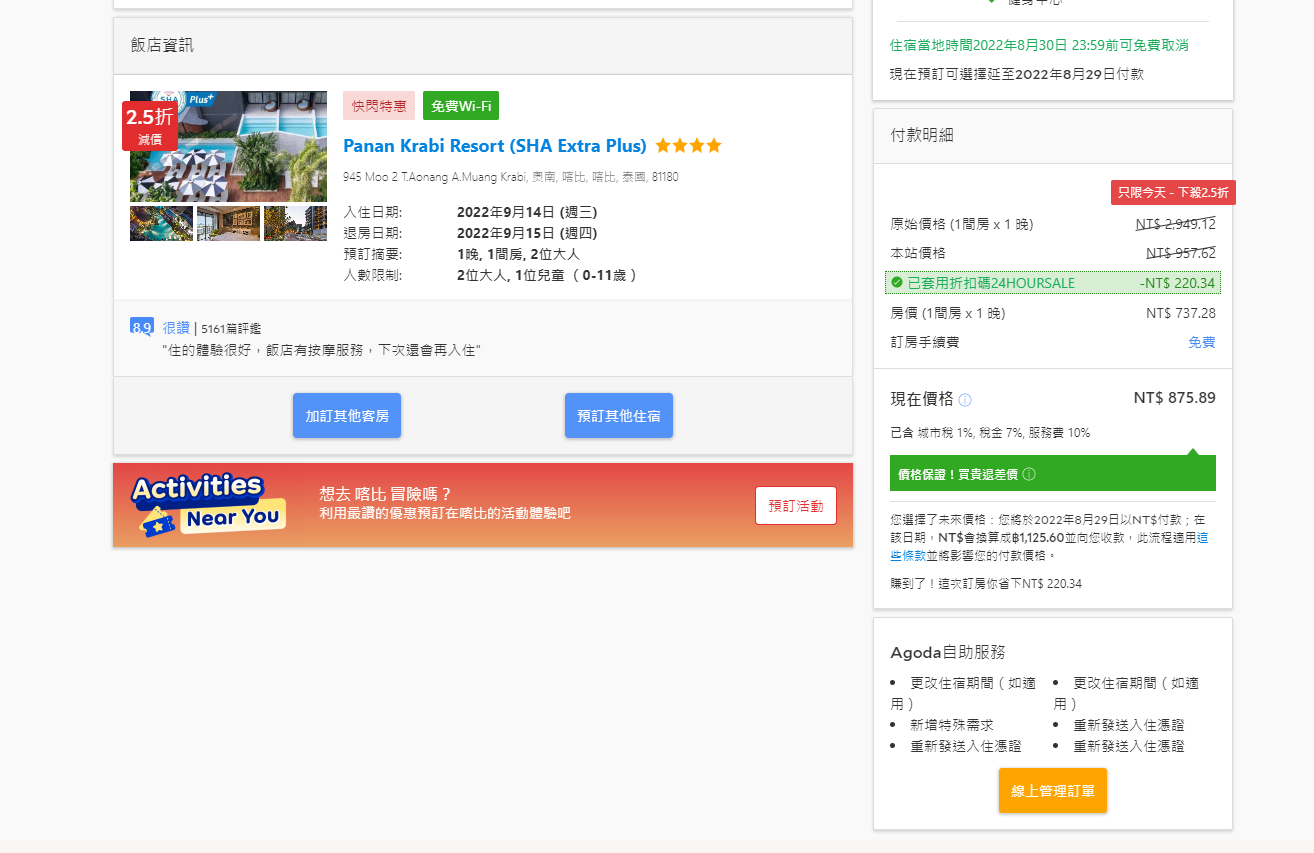 飯店資訊
SHA Plus+
2.5折
減價
快閃特惠
免費Wi-Fi
Panan Krabi Resort (SHA Extra Plus)
945 Moo 2 T.Aonang A.Muang Krabi, 奧南, 喀比, 喀比, 泰國, 81180
入住日期: 2022年9月14日 (週三)
退房日期: 2022年9月15日 (週四)
預訂摘要: 1晚, 1間房, 2位大人
人數限制: 2位大人, 1位兒童 ( 0-11歲 )
8.9 很讚 | 5161篇評鑑
"住的體驗很好，飯店有按摩服務，下次還會再入住"
加訂其他客房
預訂其他住宿
Activities
Near You
想去 喀比 冒險嗎？
利用最讚的優惠預訂在喀比的活動體驗吧
預訂活動
健身中心
住宿當地時間2022年8月30日 23:59前可免費取消
現在預訂可選擇延至2022年8月29日付款
付款明細
只限今天 - 下殺2.5折
原始價格 (1間房 x 1 晚) NT$ 2,949.12
本站價格 NT$ 957.62
已套用折扣碼24HOURSALE -NT$ 220.34
房價 (1間房 x 1 晚) NT$ 737.28
訂房手續費 免費
現在價格 NT$ 875.89
已含 城市稅 1%, 稅金 7%, 服務費 10%
價格保證！買貴退差價
您選擇了未來價格：您將於2022年8月29日以NT$付款；在
該日期，NT$會換算成฿1,125.60並向您收款，此流程適用這
些條款並將影響您的付款價格。
賺到了！這次訂房你省下NT$ 220.34
Agoda自助服務
更改住宿期間 ( 如適
用 )
新增特殊需求
重新發送入住憑證
更改住宿期間 ( 如適
用 )
重新發送入住憑證
重新發送入住憑證
線上管理訂單